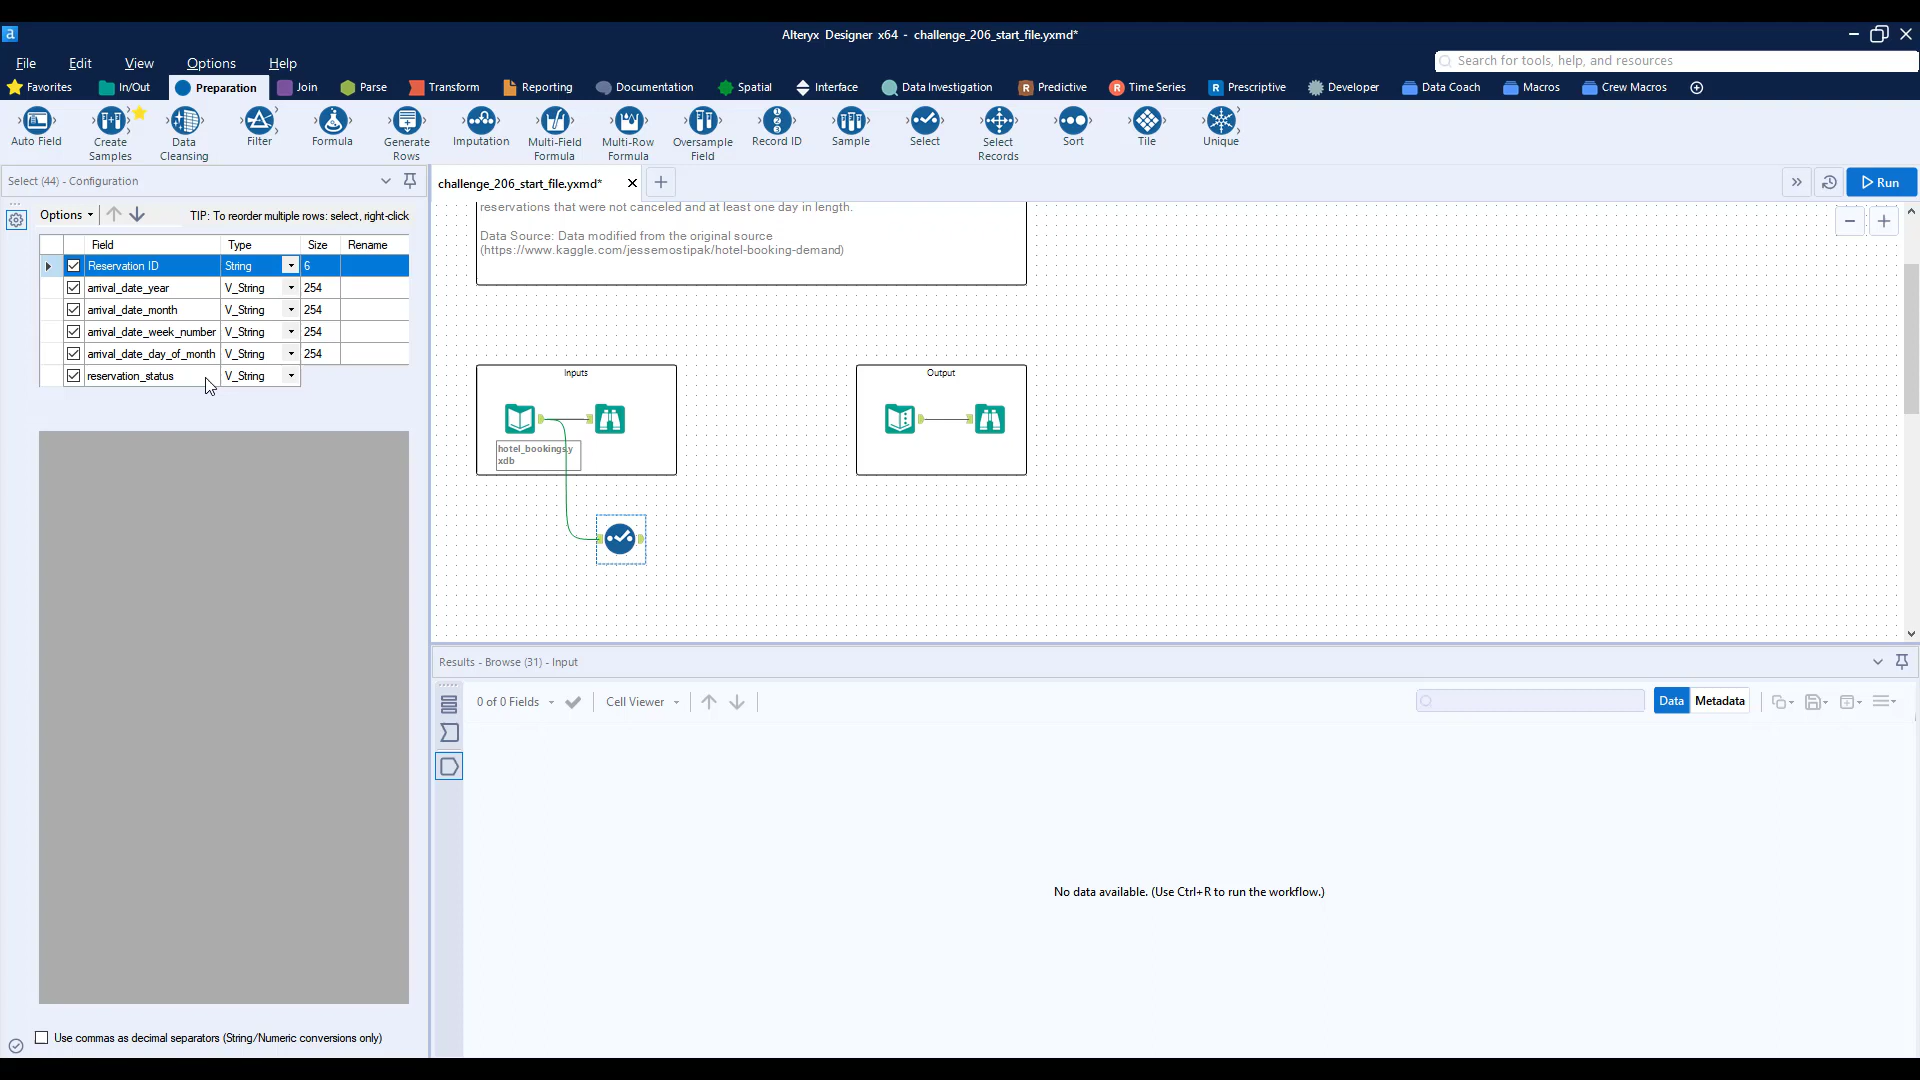 a
Alteryx Designer x64 - challenge_206_start_file.yxmd*
File Edit View Options Help
Search for tools, help, and resources
Favorites In/Out Preparation Join Parse Transform Reporting Documentation Spatial Interface Data Investigation Predictive Time Series Prescriptive Developer Data Coach Macros Crew Macros
Auto Field
Create Samples
Data Cleansing
Filter
Formula
Generate Rows
Imputation
Multi-Field Formula
Multi-Row Formula
Oversample Field
Record ID
Sample
Select
Select Records
Sort
Tile
Unique
Select (44) - Configuration
challenge_206_start_file.yxmd*
Run
Options TIP: To reorder multiple rows: select, right-click
Field Type Size Rename
Reservation ID String 6
arrival_date_year V_String 254
arrival_date_month V_String 254
arrival_date_week_number V_String 254
arrival_date_day_of_month V_String 254
reservation_status V_String
Use commas as decimal separators (String/Numeric conversions only)
reservations that were not canceled and at least one day in length.
Data Source: Data modified from the original source
(https://www.kaggle.com/jessemostipak/hotel-booking-demand)
Inputs
hotel_bookings.y
xdb
Output
Results - Browse (31) - Input
0 of 0 Fields Cell Viewer Data Metadata
No data available. (Use Ctrl+R to run the workflow.)